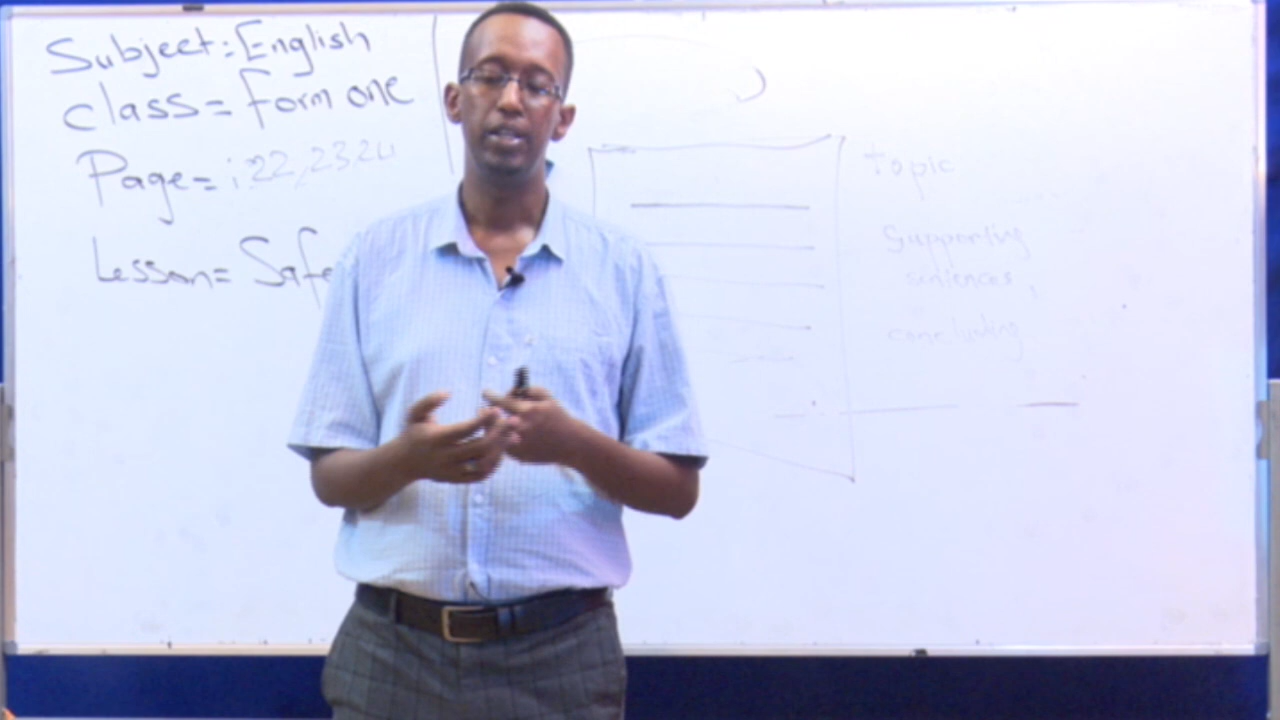 Subject: English
class= form one
Page=: 22, 23, 24
Lesson= Safe
Topic
Supporting
sentences,
concluding